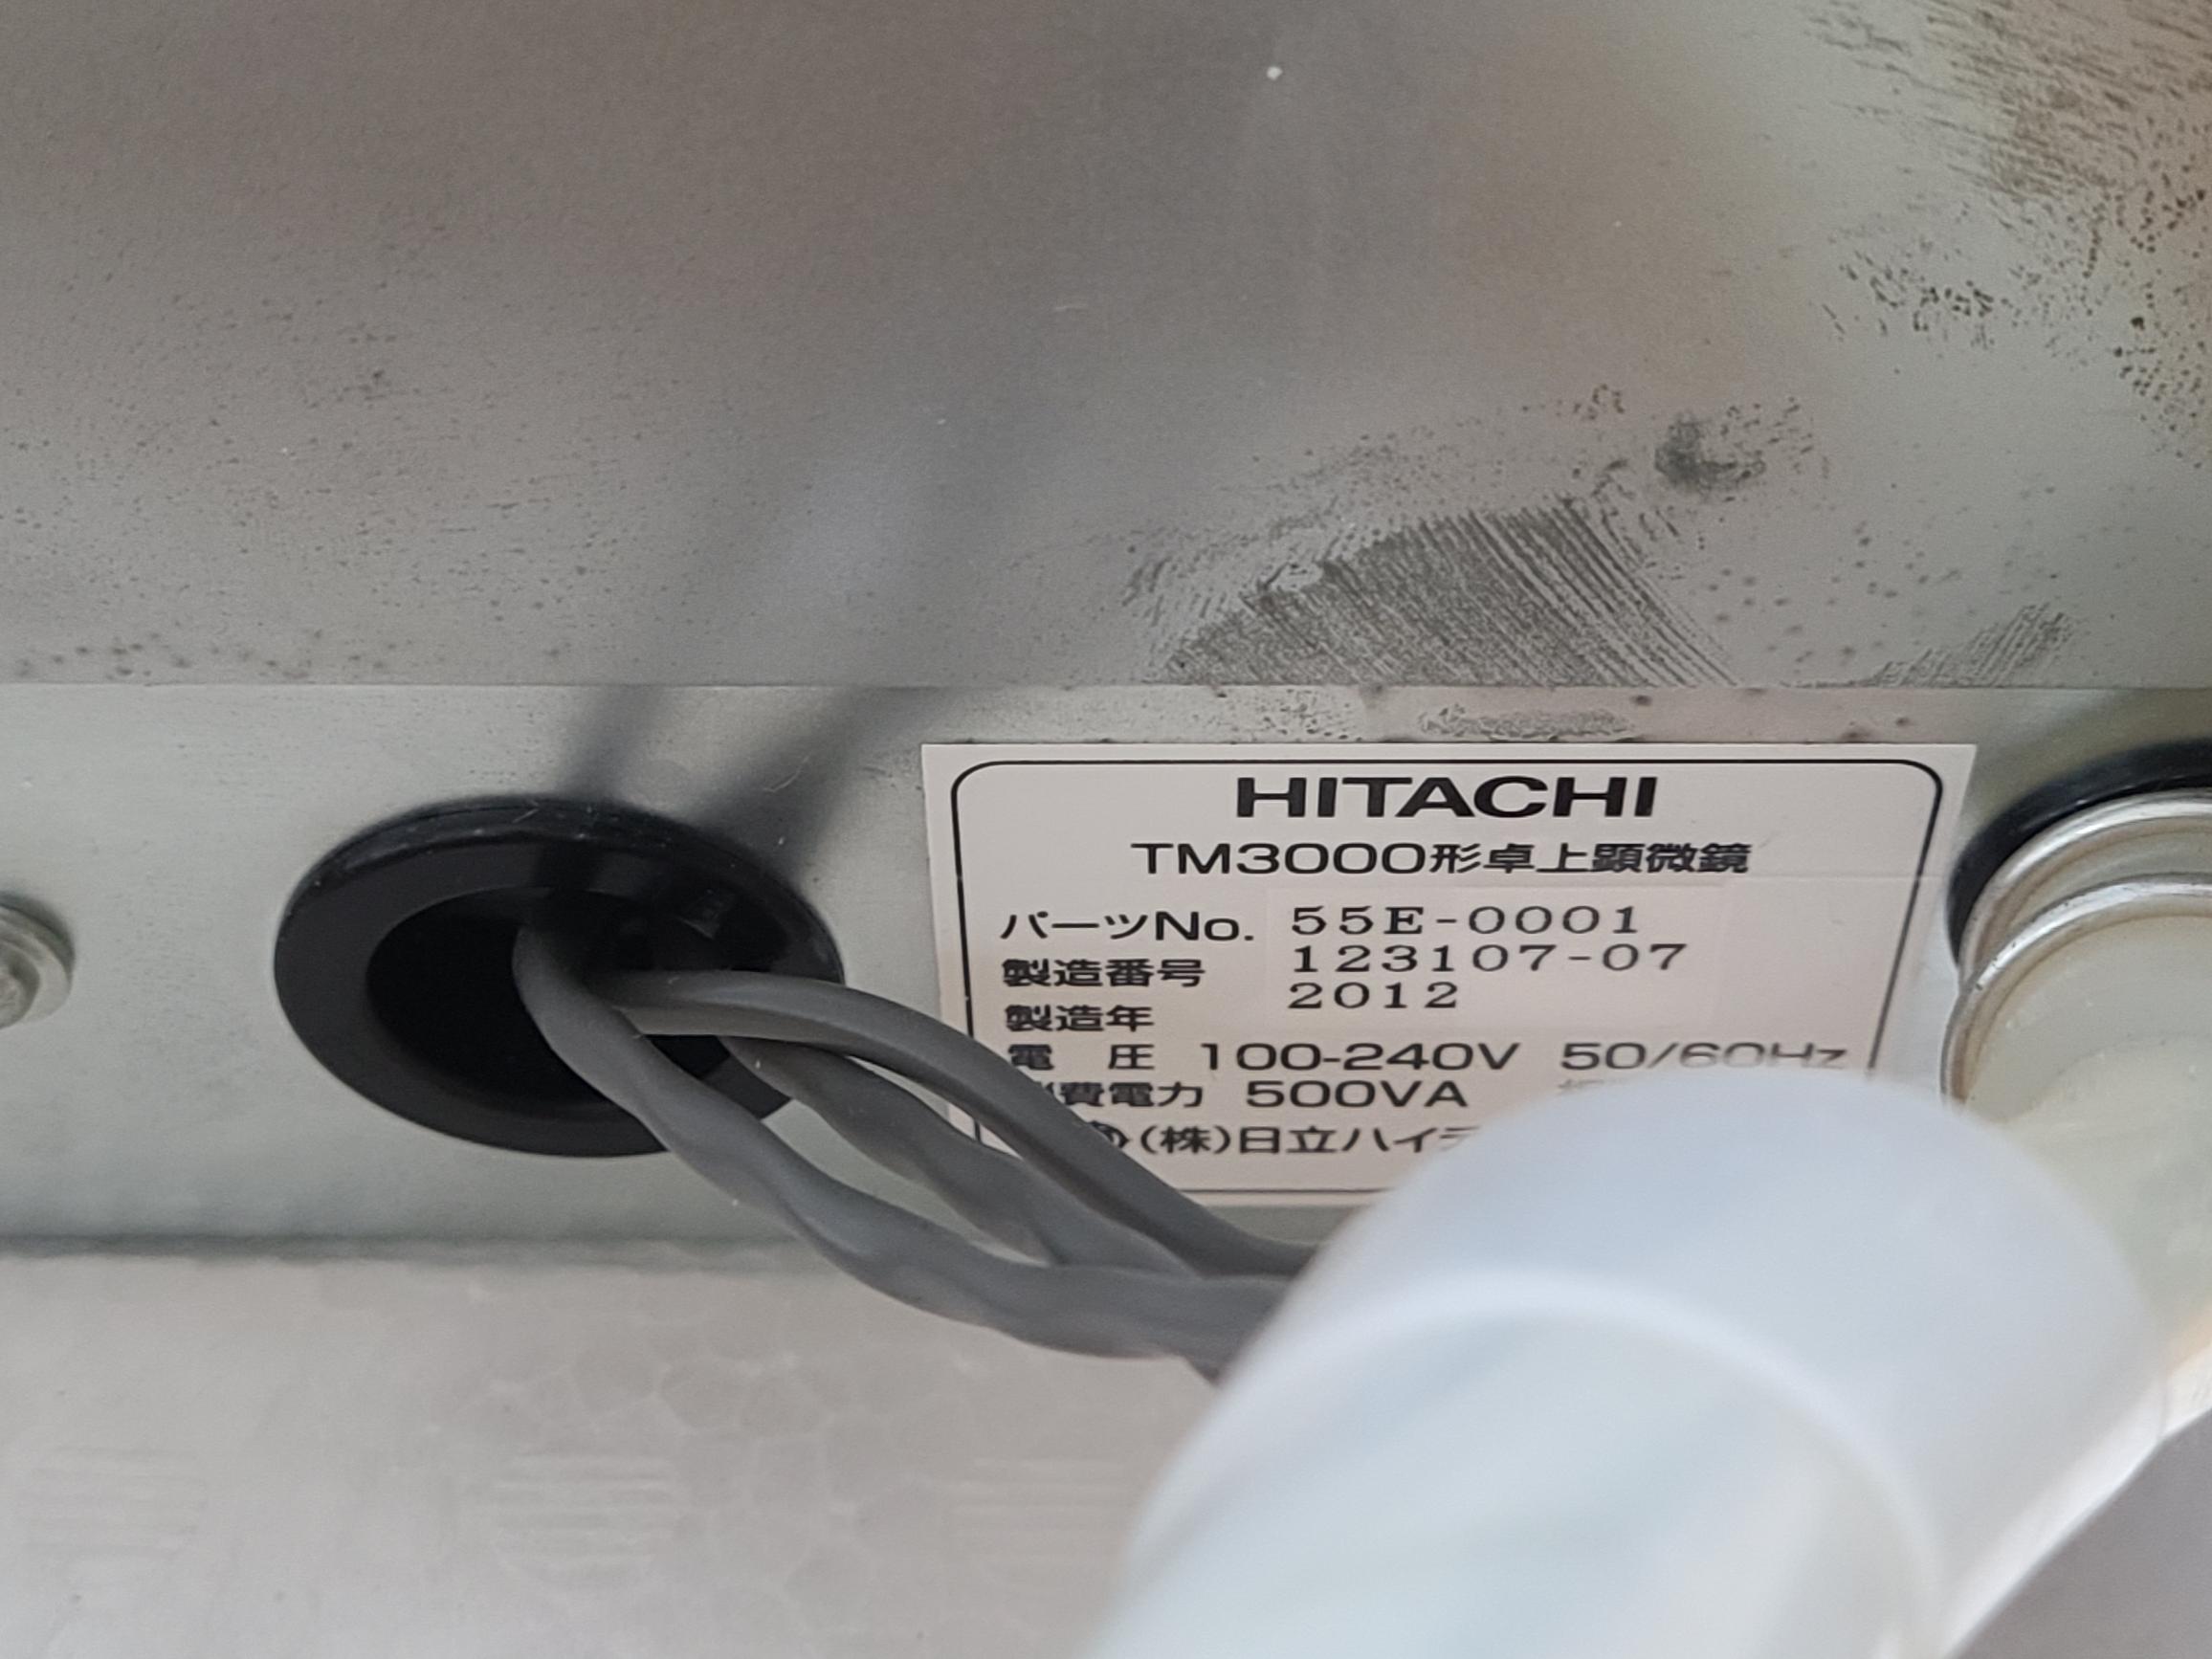 HITACHI
TM3000形卓上顕微鏡
パーツNo. 55E-0001
製造番号 123107-07
製造年 2012
電 圧 100-240V 50/60Hz
費電力 500VA
(株)日立ハイ